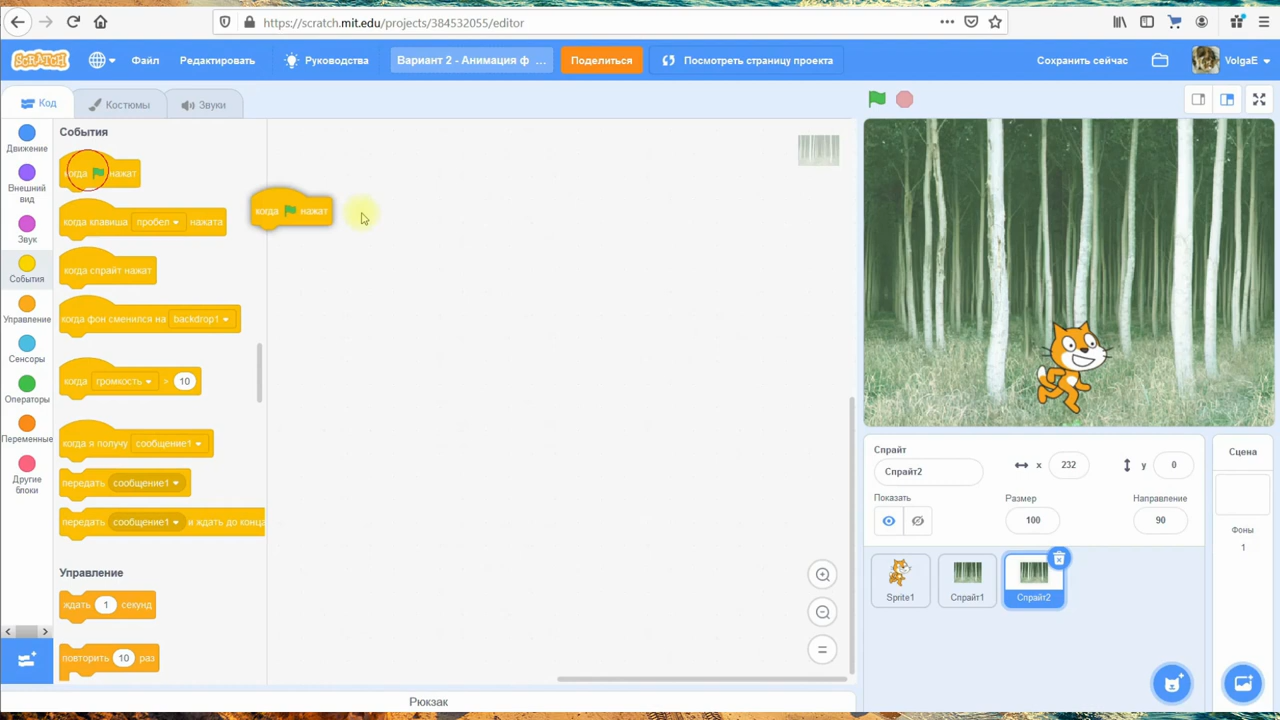 https://scratch.mit.edu/projects/384532055/editor
SCRATCH
Файл
Редактировать
Руководства
Вариант 2 - Анимация ф ...
Поделиться
Посмотреть страницу проекта
Сохранить сейчас
VolgaE
Код
Костюмы
Звуки
Движение
Внешний
вид
Звук
События
Управление
Сенсоры
Операторы
Переменные
Другие
блоки
События
когда нажат
когда клавиша пробел нажата
когда спрайт нажат
когда фон сменился на backdrop1
когда громкость > 10
когда я получу сообщение1
передать сообщение1
передать сообщение1 и ждать до конца
Управление
ждать 1 секунд
повторить 10 раз
когда нажат
Рюкзак
Спрайт
Спрайт2
x 232
y 0
Показать
Размер
100
Направление
90
Sprite1
Спрайт1
Спрайт2
Сцена
Фоны
1